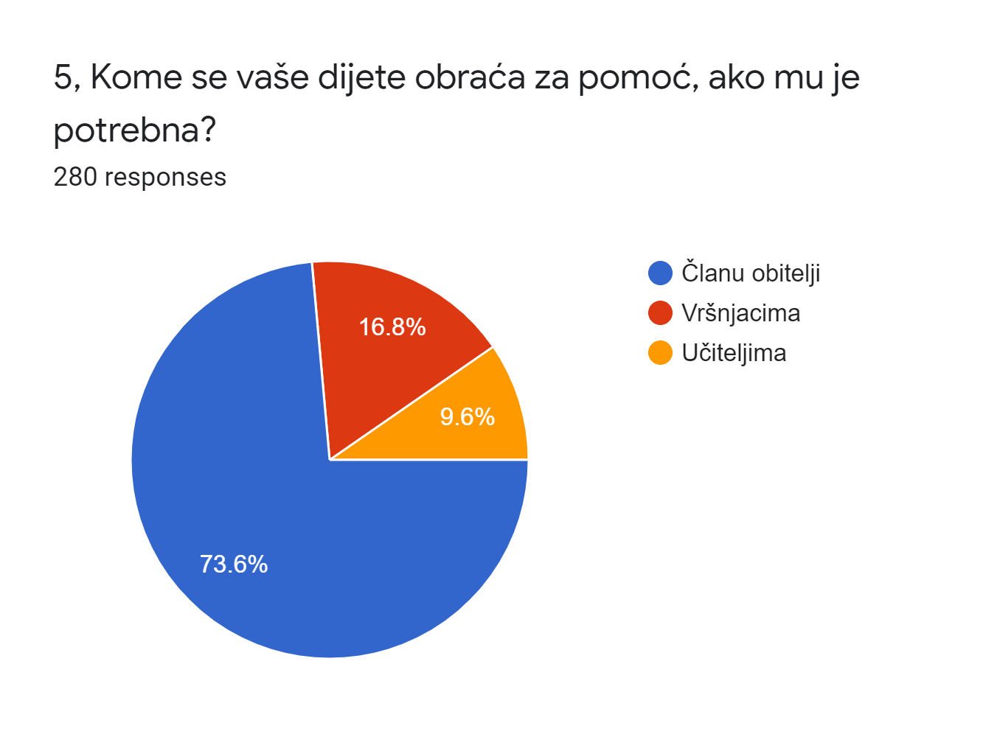 5, Kome se vaše dijete obraća za pomoć, ako mu je
potrebna?
280 responses
Članu obitelji
Vršnjacima
Učiteljima
16.8%
9.6%
73.6%